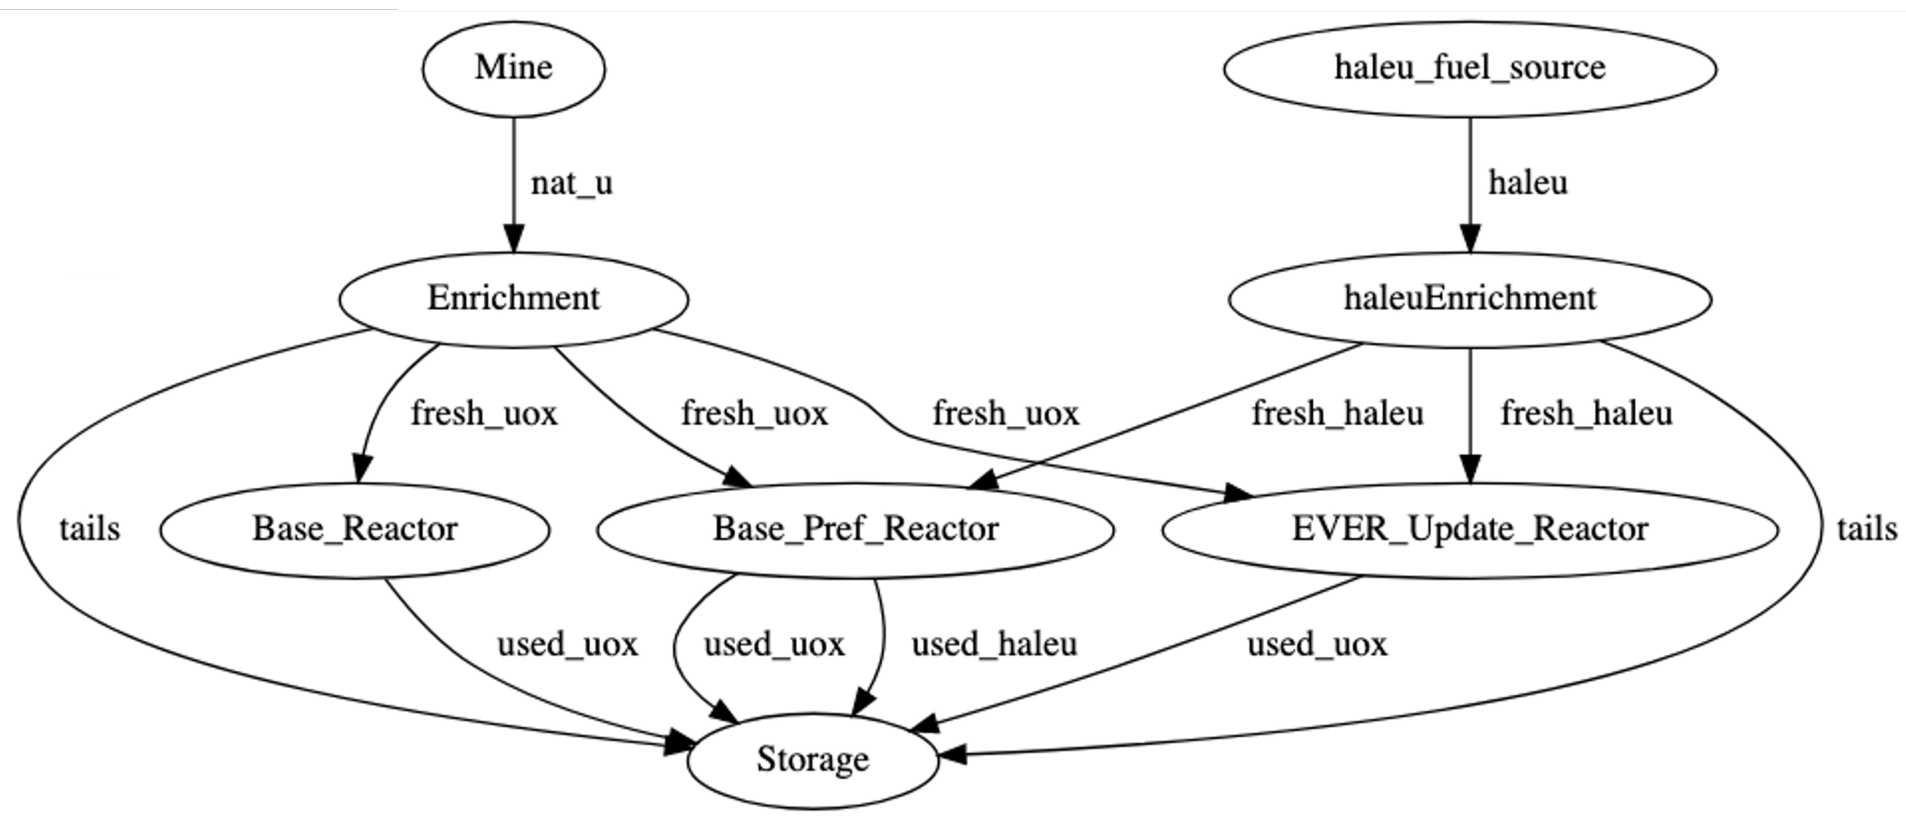 Mine
haleu_fuel_source
nat_u
haleu
Enrichment
haleuEnrichment
fresh_uox
fresh_uox
fresh_uox
fresh_haleu
fresh_haleu
tails
Base_Reactor
Base_Pref_Reactor
EVER_Update_Reactor
tails
used_uox
used_uox
used_haleu
used_uox
Storage